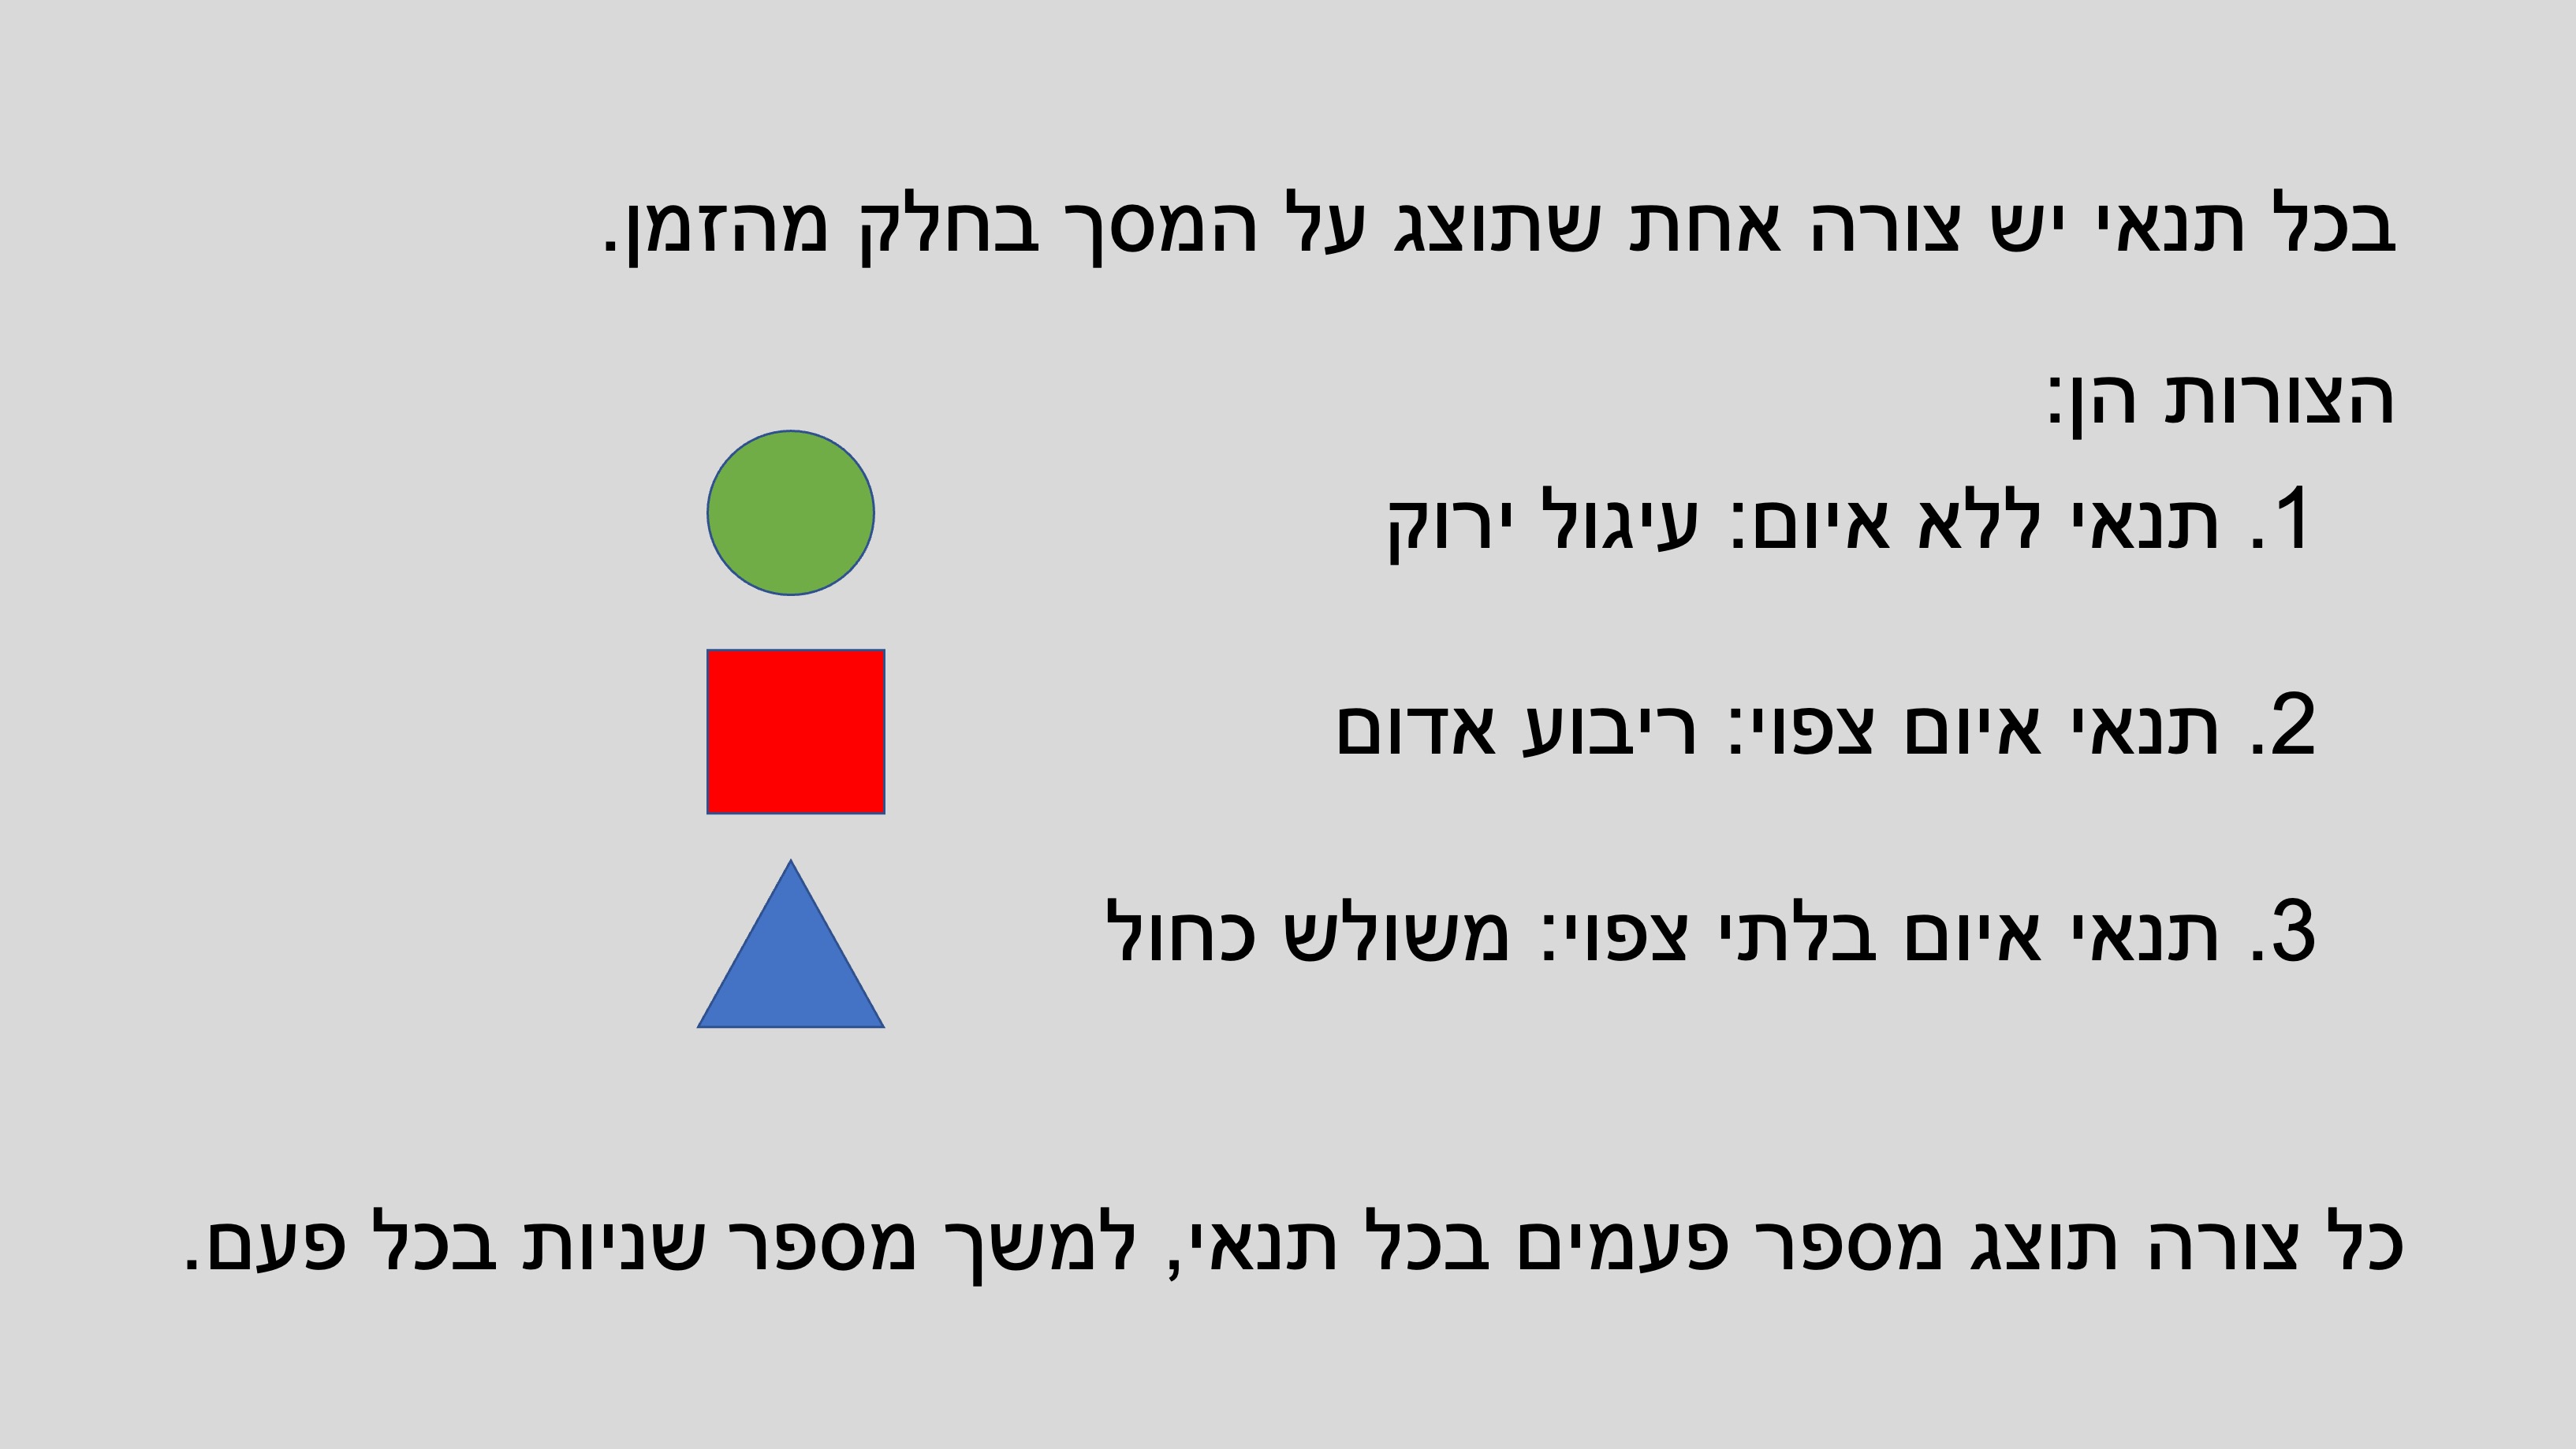 בכל תנאי יש צורה אחת שתוצג על המסך בחלק מהזמן.
הצורות הן:
1. תנאי ללא איום: עיגול ירוק
2. תנאי איום צפוי: ריבוע אדום
3. תנאי איום בלתי צפוי: משולש כחול
כל צורה תוצג מספר פעמים בכל תנאי, למשך מספר שניות בכל פעם.